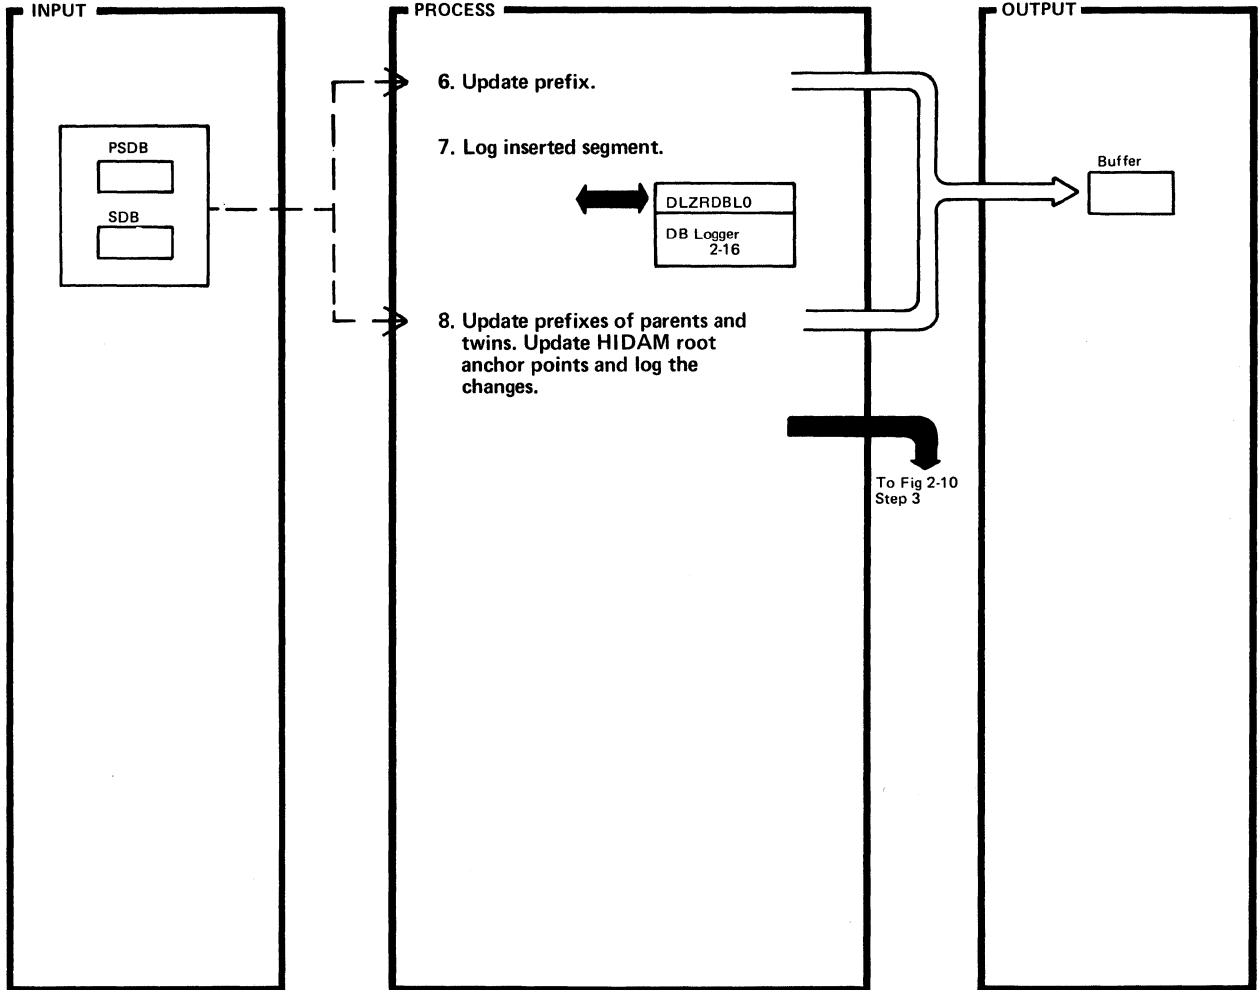 INPUT
PROCESS
OUTPUT
PSDB
SDB
6. Update prefix.
7. Log inserted segment.
DLZRDBL0
DB Logger
2-16
8. Update prefixes of parents and
twins. Update HIDAM root
anchor points and log the
changes.
Buffer
To Fig 2-10
Step 3